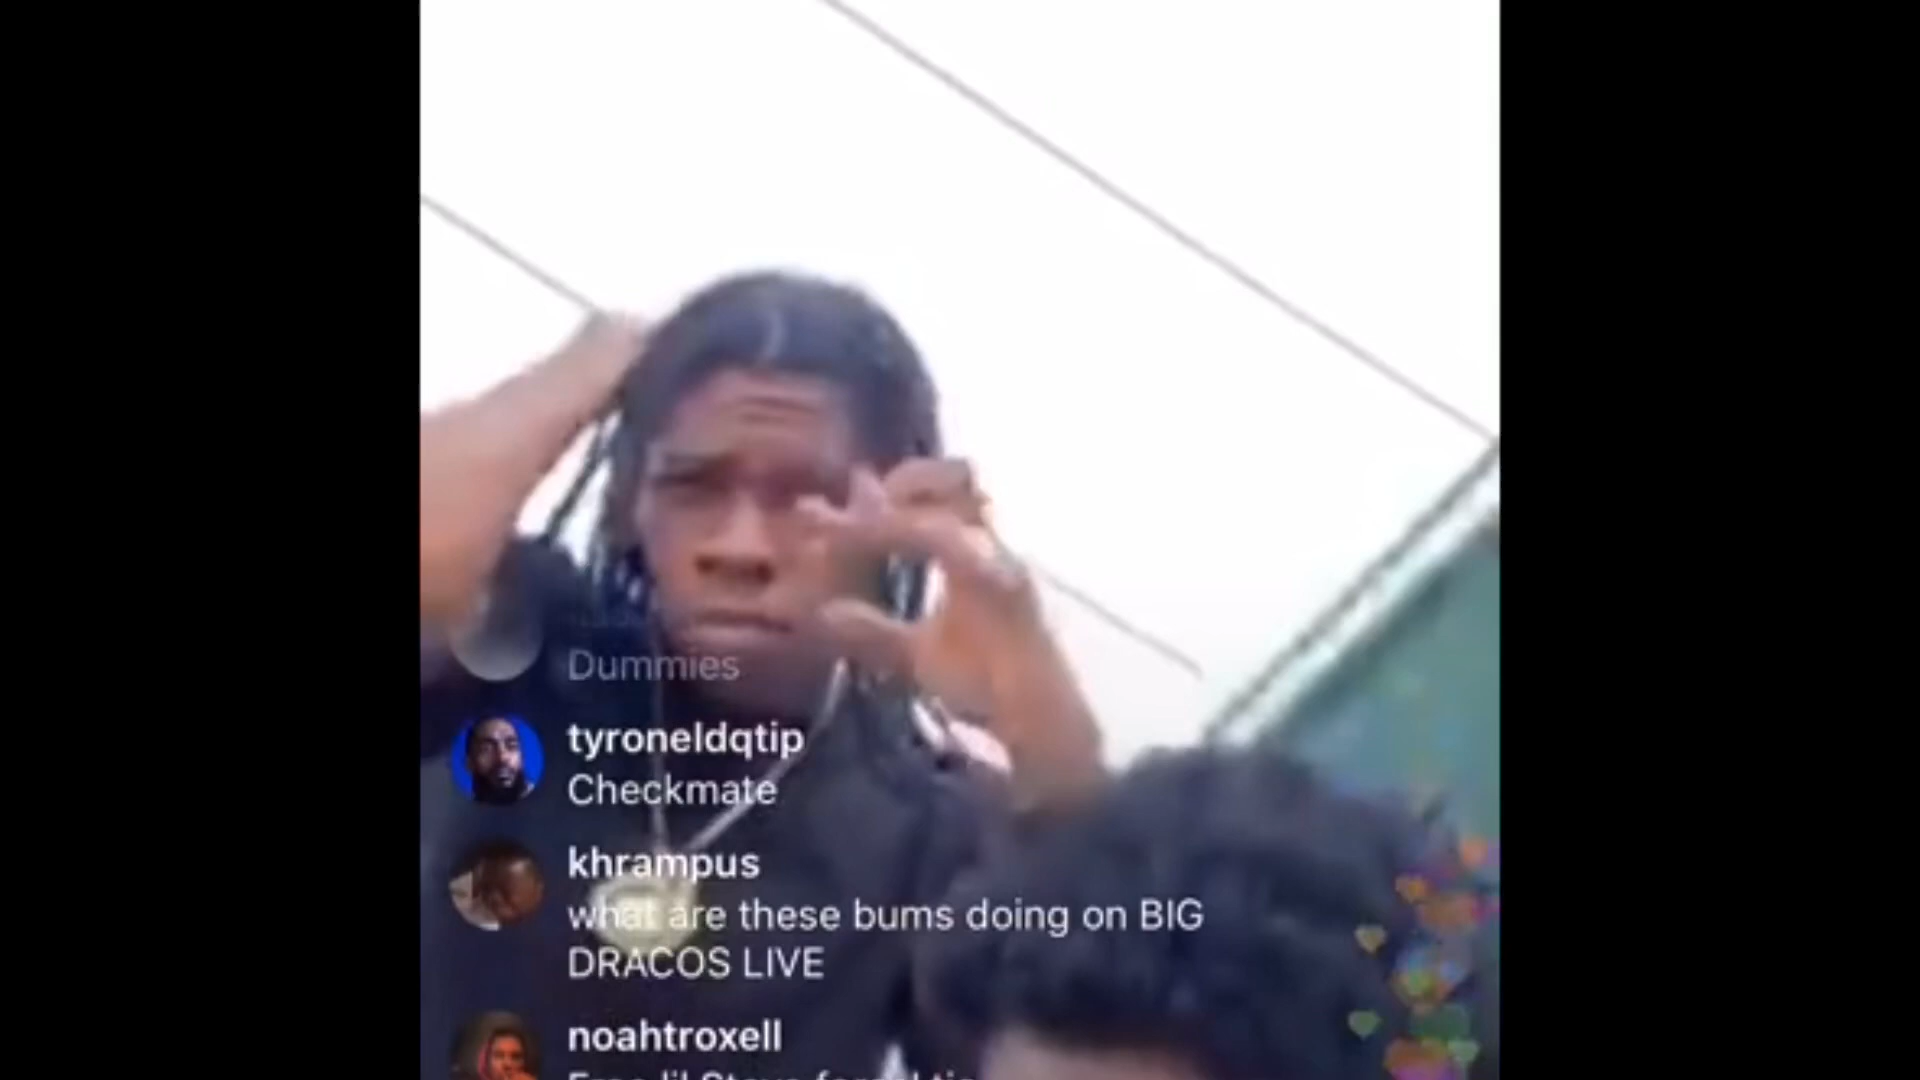 Dummies
tyroneldqtip
Checkmate
khrampus
what are these bums doing on BIG
DRACOS LIVE
noahtroxell